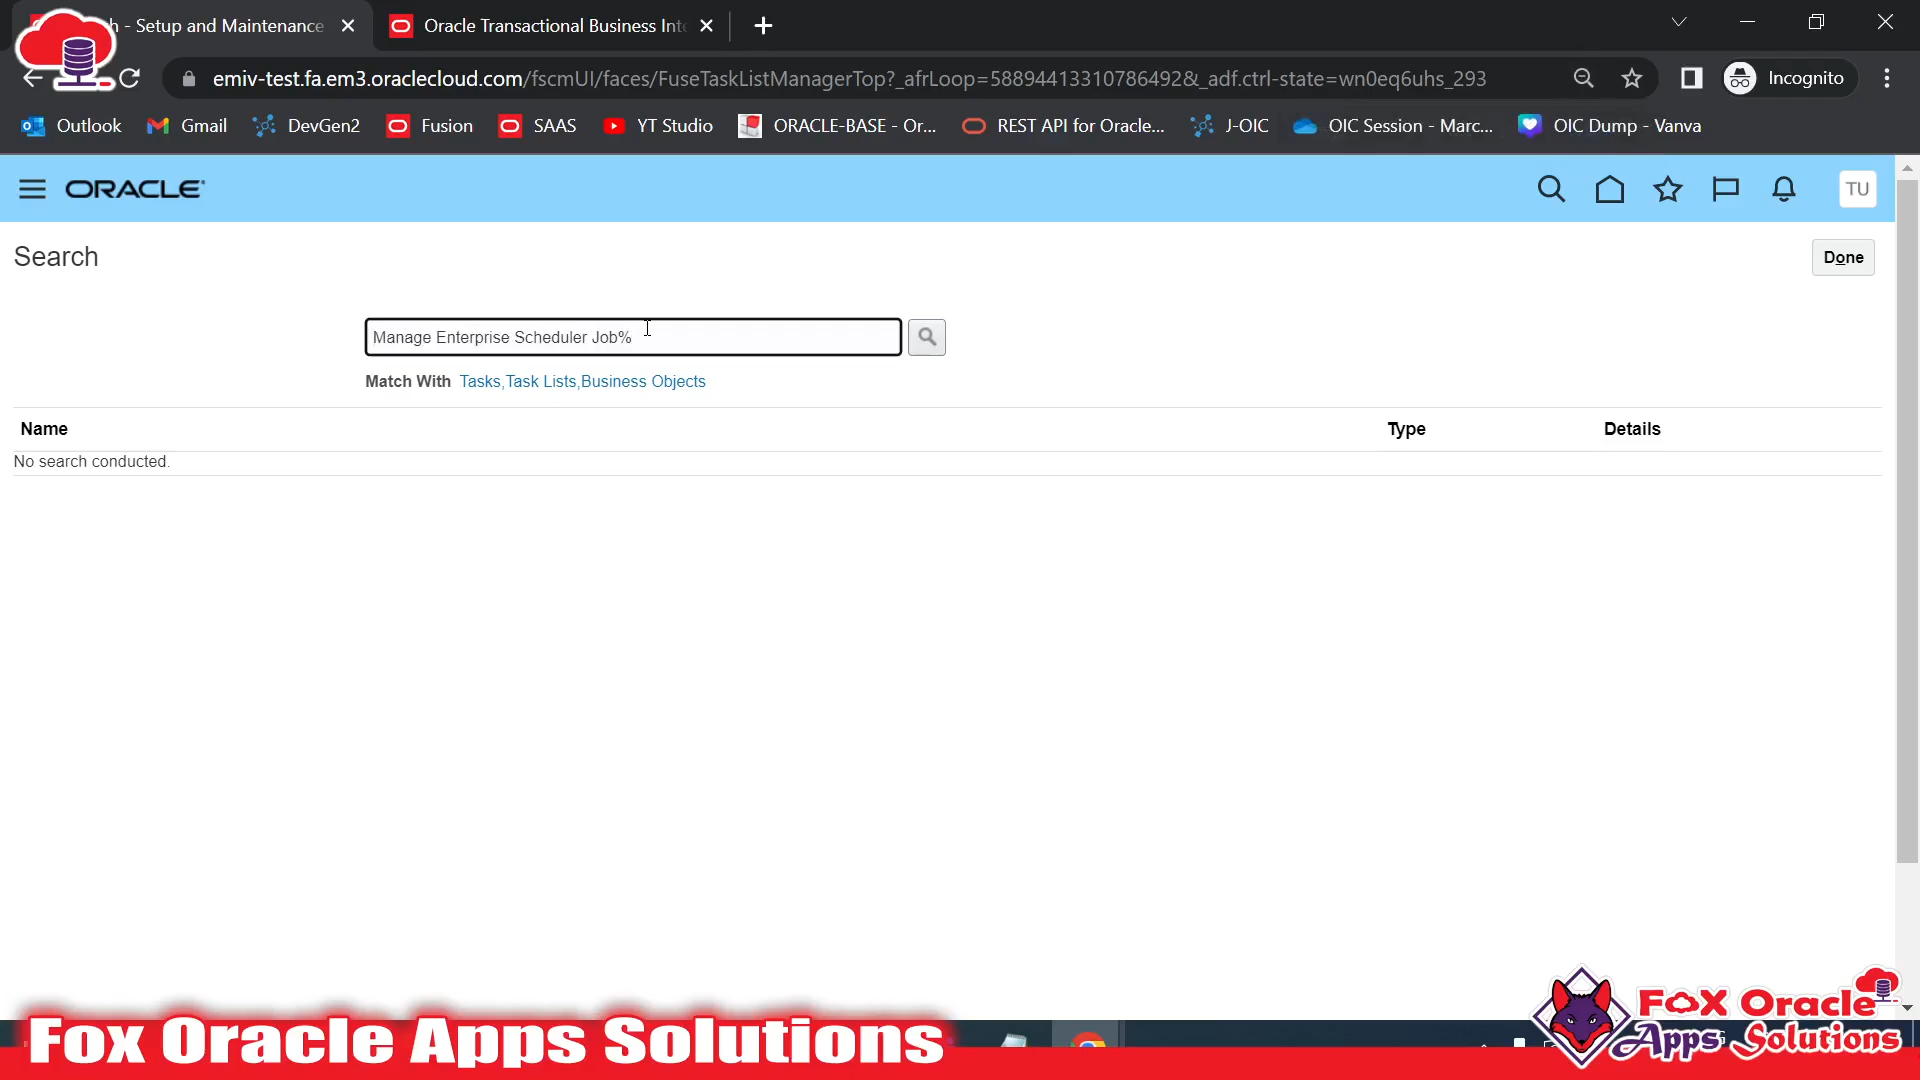 - Setup and Maintenance
Oracle Transactional Business Int
emiv-test.fa.em3.oraclecloud.com/fscmUI/faces/FuseTaskListManagerTop?_afrLoop=58894413310786492&_adf.ctrl-state=wn0eq6uhs_293
Incognito
Outlook
Gmail
DevGen2
Fusion
SAAS
YT Studio
ORACLE-BASE - Or...
REST API for Oracle...
J-OIC
OIC Session - Marc...
OIC Dump - Vanva
ORACLE
TU
Search
Done
Manage Enterprise Scheduler Job%
Match With Tasks,Task Lists,Business Objects
Name Type Details
No search conducted.
Fox Oracle Apps Solutions
FoX Oracle
Apps Solutions